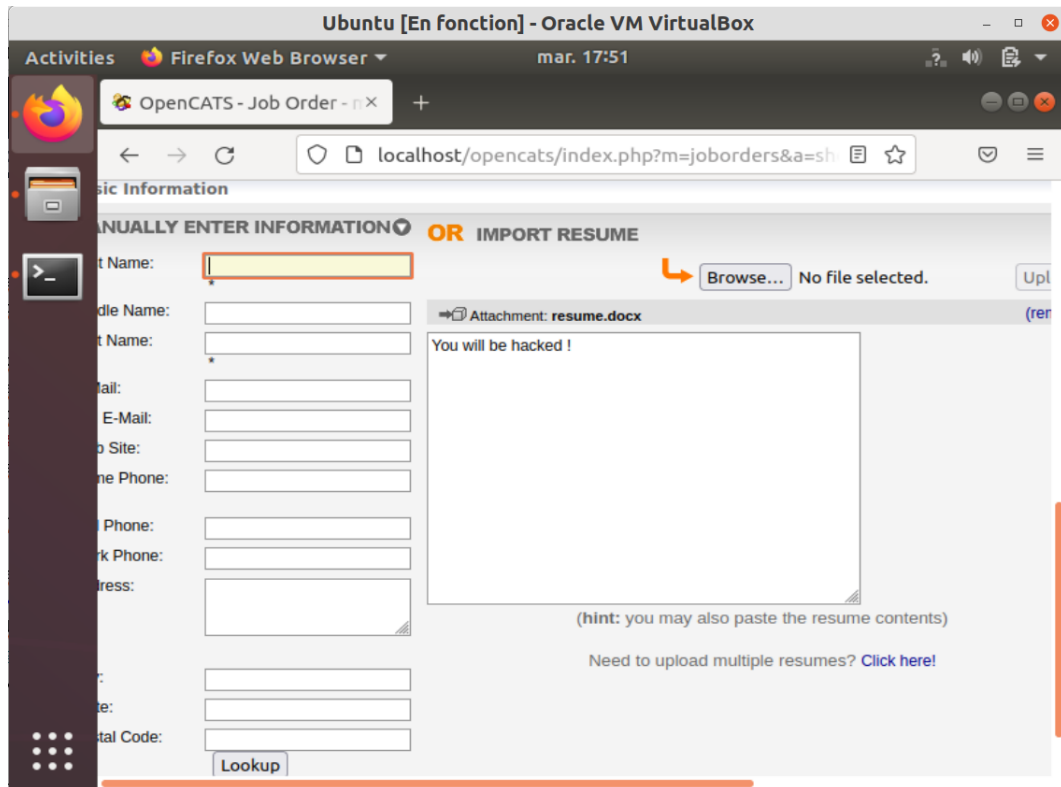 Ubuntu [En fonction] - Oracle VM VirtualBox
Activities Firefox Web Browser mar. 17:51
OpenCATS - Job Order - n
localhost/opencats/index.php?m=joborders&a=sh
sic Information
ANUALLY ENTER INFORMATION OR IMPORT RESUME
t Name: Browse... No file selected. Upl
*
dle Name: Attachment: resume.docx (rem
t Name: You will be hacked !
*
Mail:
E-Mail:
b Site:
me Phone:
l Phone:
rk Phone:
dress:
(hint: you may also paste the resume contents)
Need to upload multiple resumes? Click here!
te:
stal Code:
Lookup